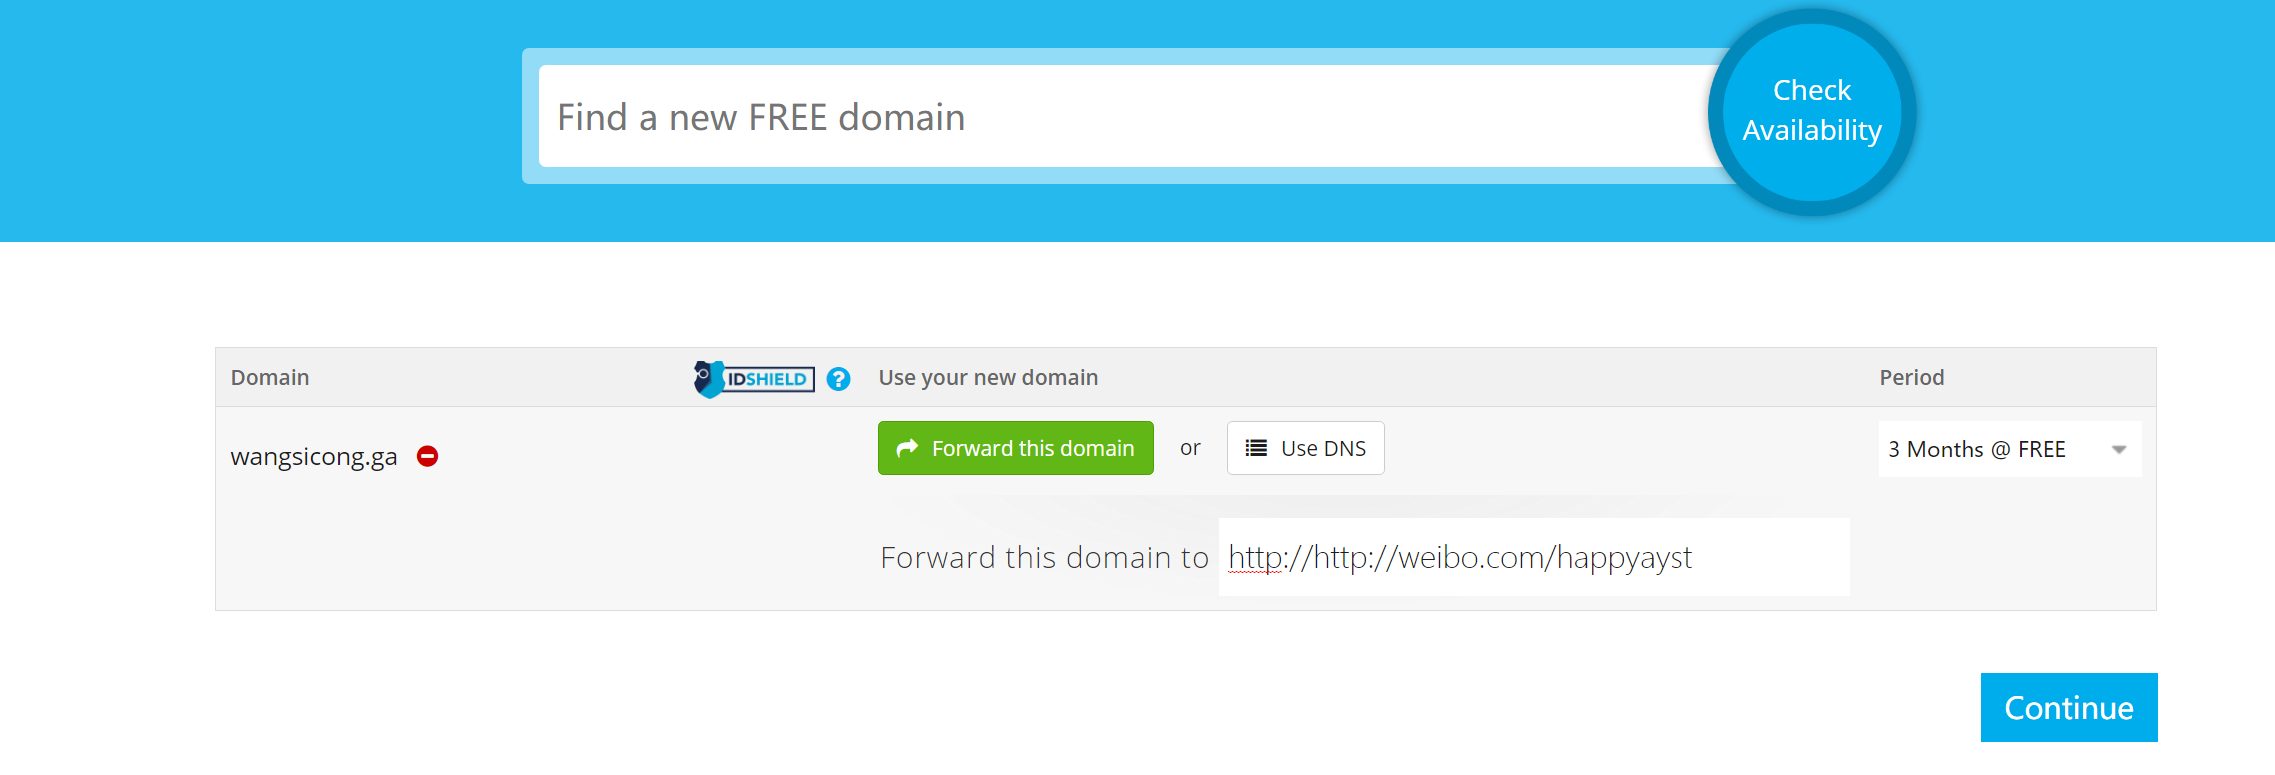 Find a new FREE domain
Check
Availability
Domain
IDSHIELD
?
Use your new domain
Period
wangsicong.ga
Forward this domain
or
Use DNS
3 Months @ FREE
Forward this domain to
http://http://weibo.com/happyayst
Continue